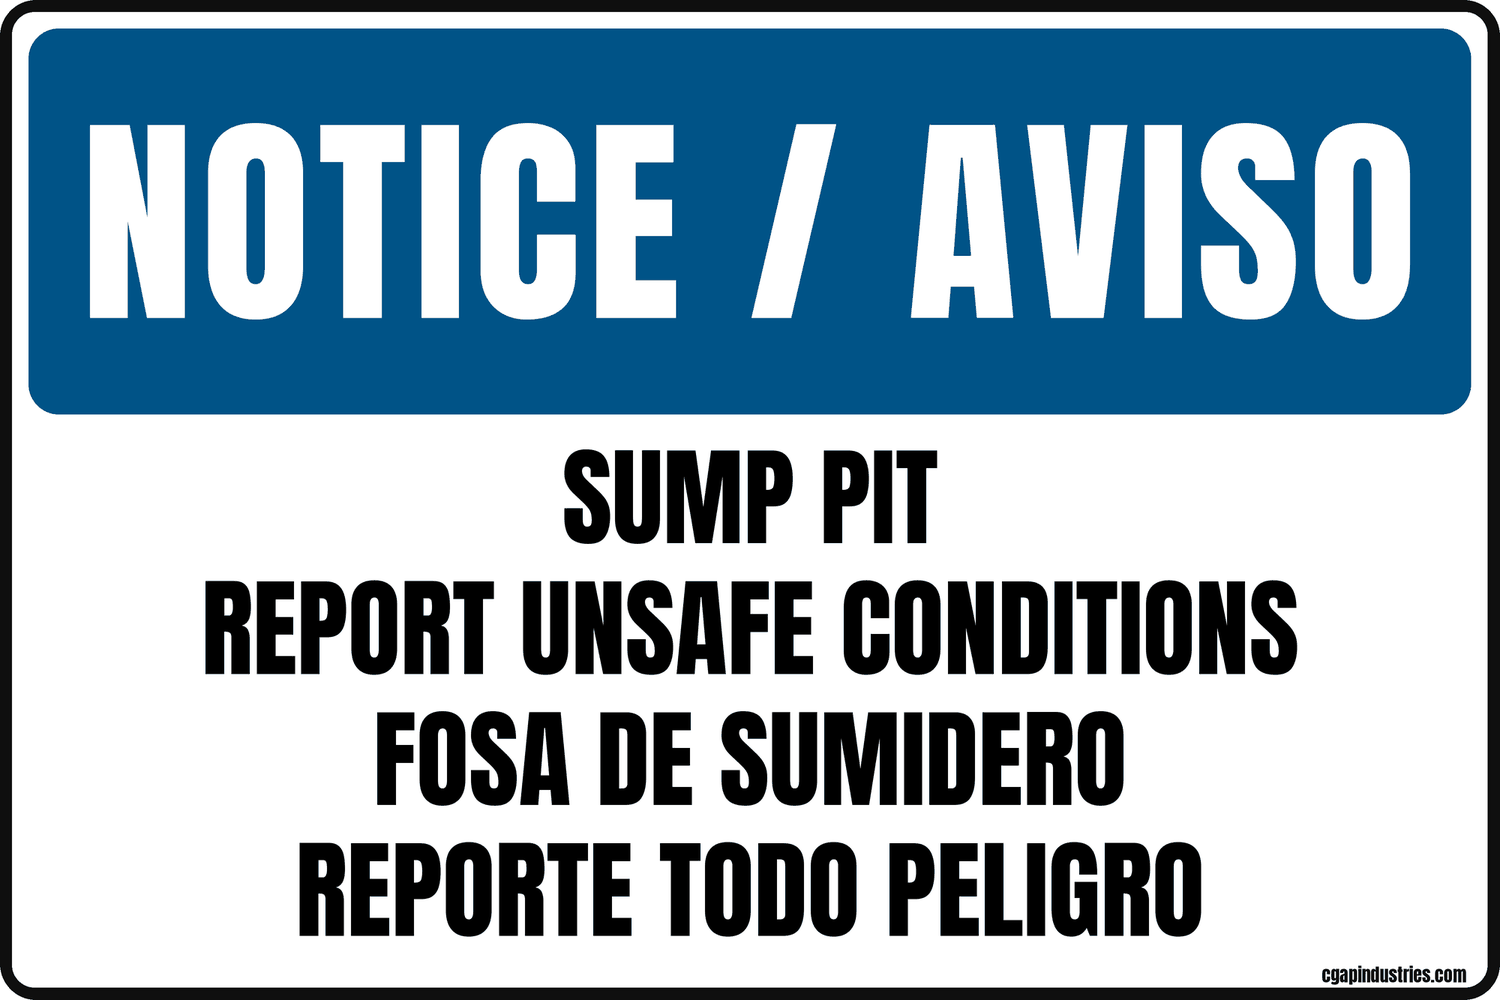 NOTICE / AVISO
SUMP PIT
REPORT UNSAFE CONDITIONS
FOSA DE SUMIDERO
REPORTE TODO PELIGRO
cgapindustries.com